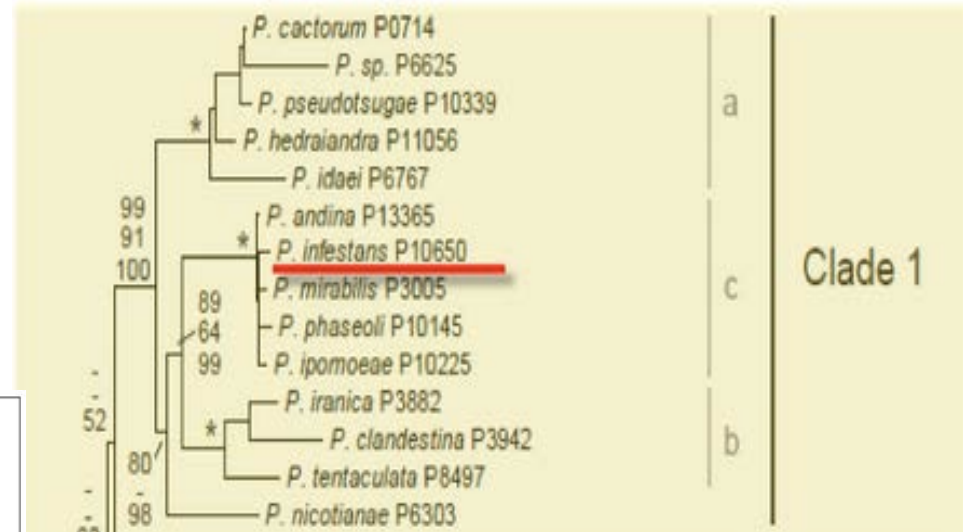 P. cactorum P0714
P. sp. P6625
P. pseudotsugae P10339
a
*
P. hedraiandra P11056
P. idaei P6767
99
91
100
P. andina P13365
*
P. infestans P10650
P. mirabilis P3005
c
Clade 1
89
64
99
P. phaseoli P10145
P. ipomoeae P10225
-
-
52
P. iranica P3882
*
P. clandestina P3942
b
80
-
98
P. tentaculata P8497
-
-
P. nicotianae P6303